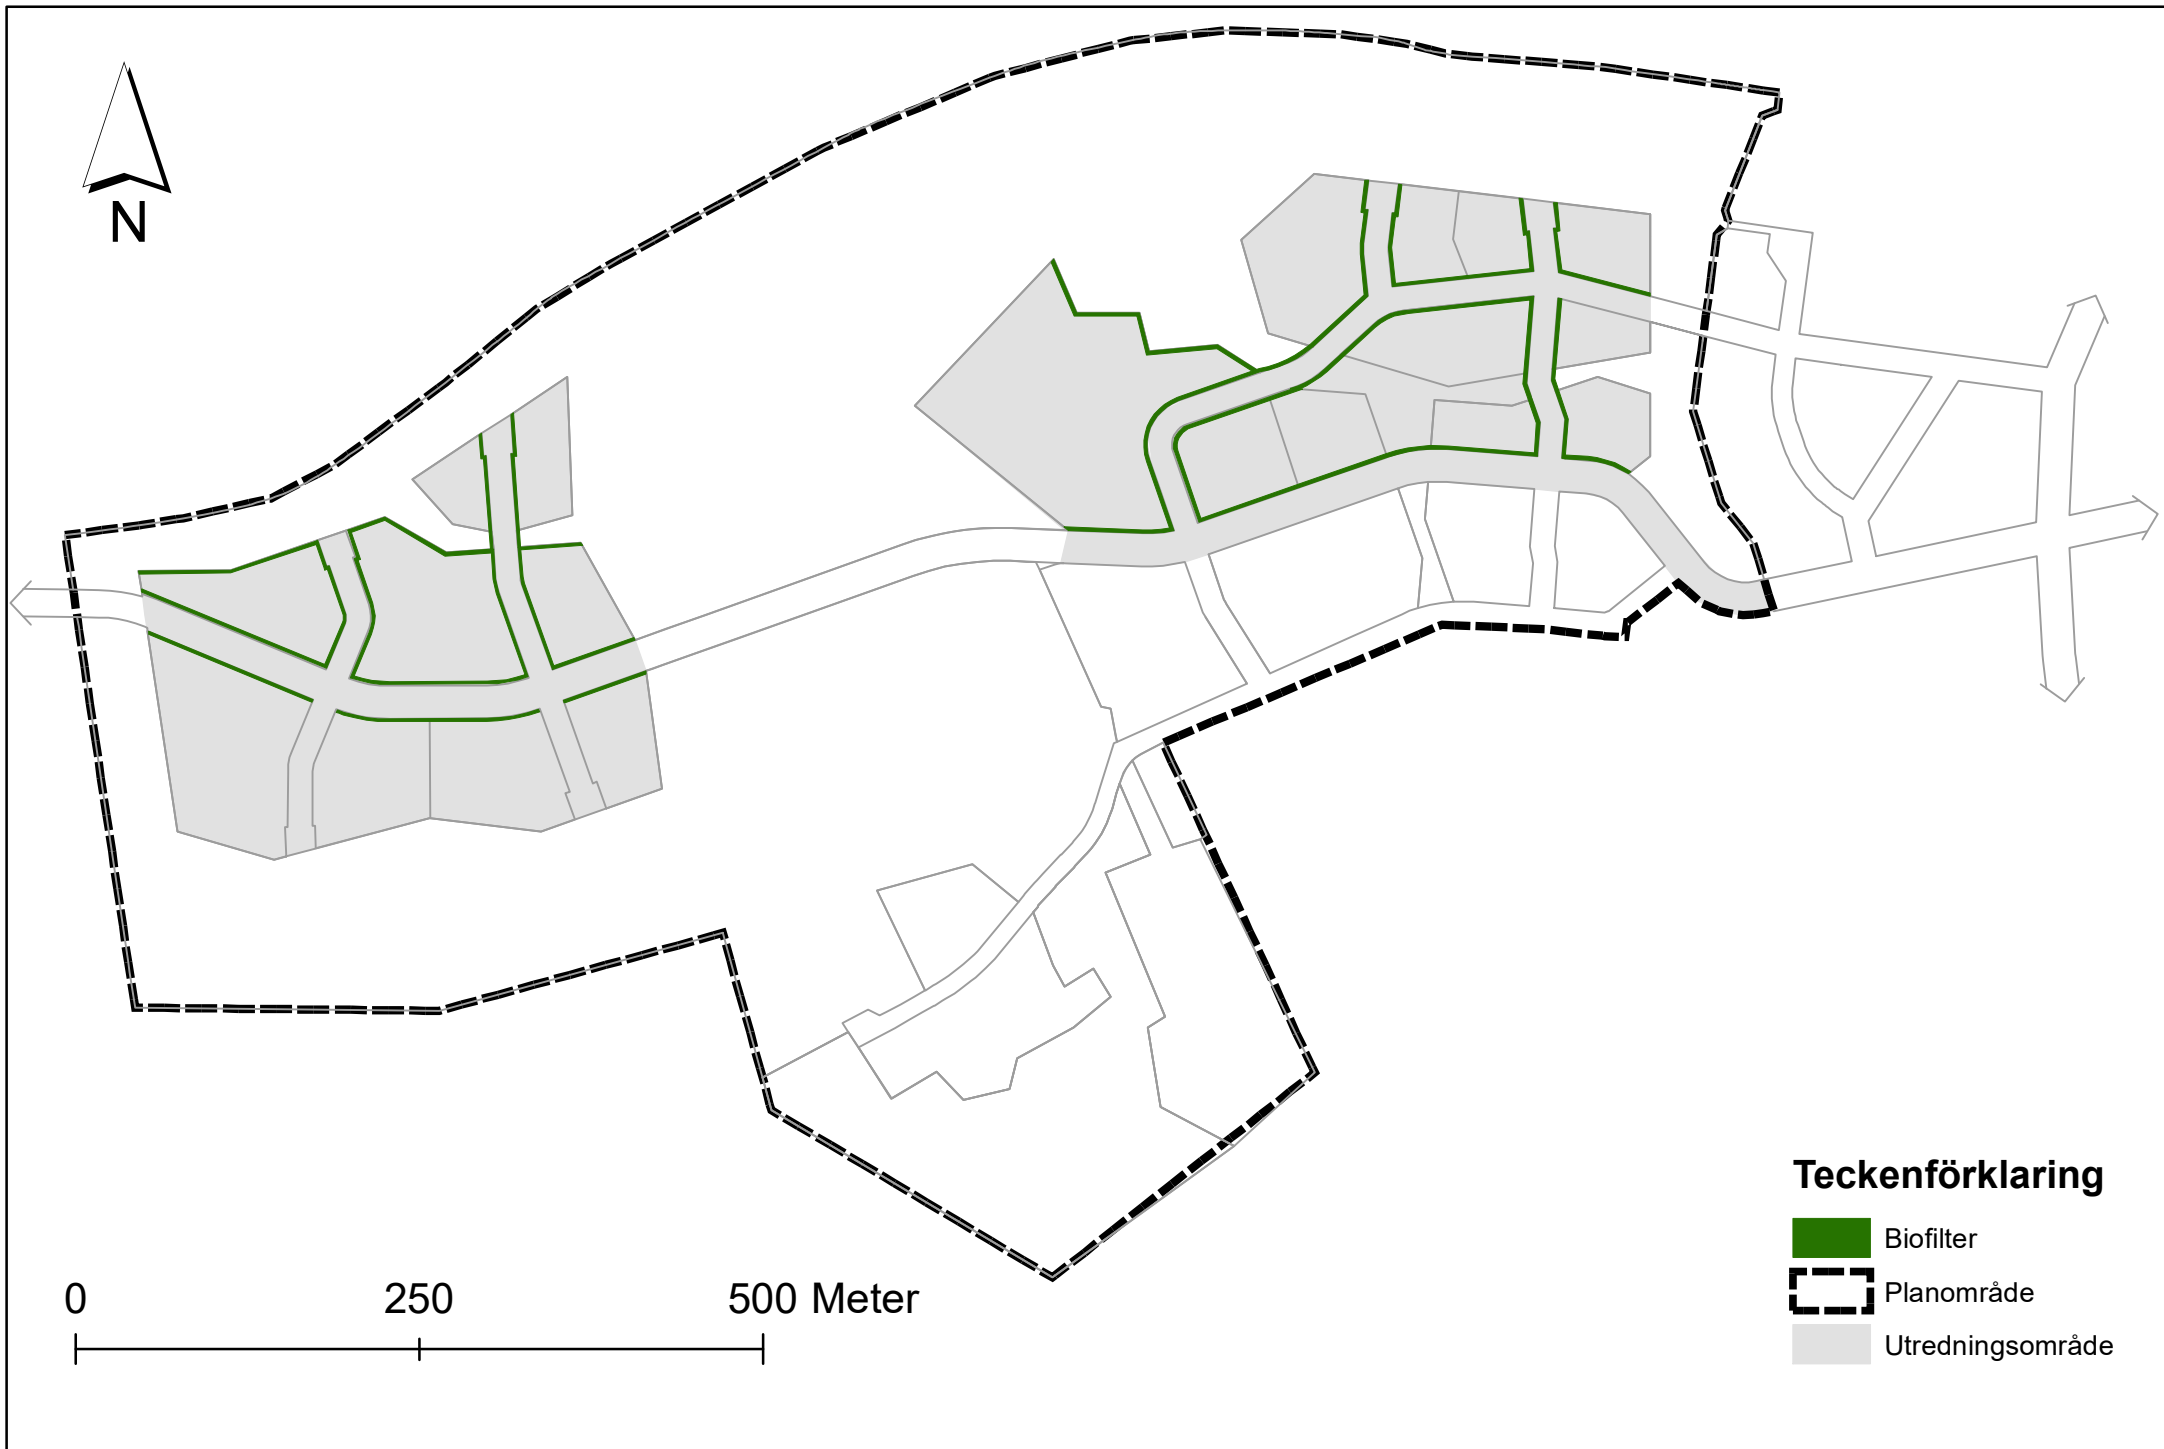 N
Teckenförklaring
Biofilter
Planområde
Utredningsområde
0 250 500 Meter